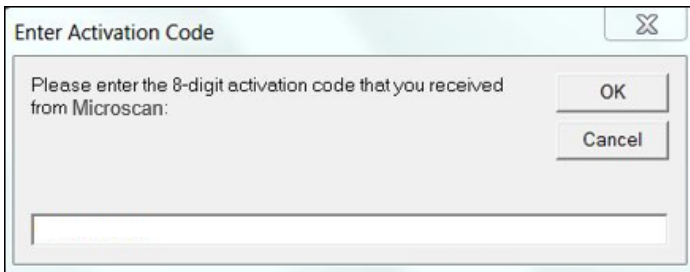 Enter Activation Code
Please enter the 8-digit activation code that you received
from Microscan:
OK
Cancel